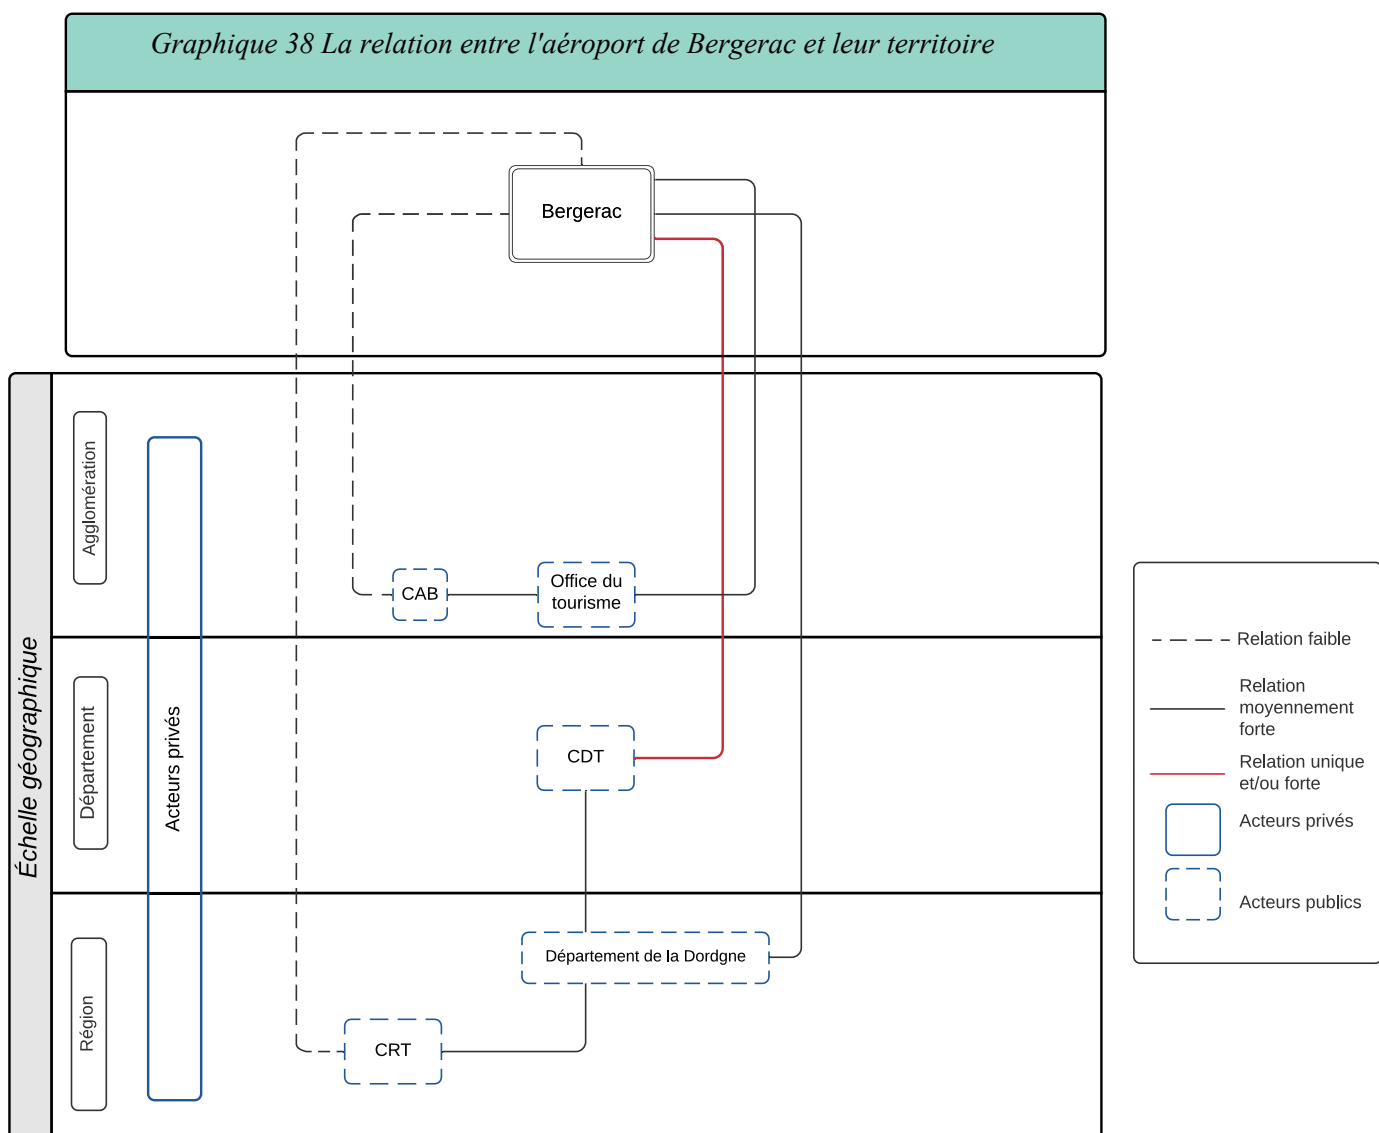 Graphique 38 La relation entre l'aéroport de Bergerac et leur territoire
Bergerac
Échelle géographique
Agglomération
Acteurs privés
CAB
Office du
tourisme
Département
CDT
Région
Département de la Dordgne
CRT
Relation faible
Relation
moyennement
forte
Relation unique
et/ou forte
Acteurs privés
Acteurs publics